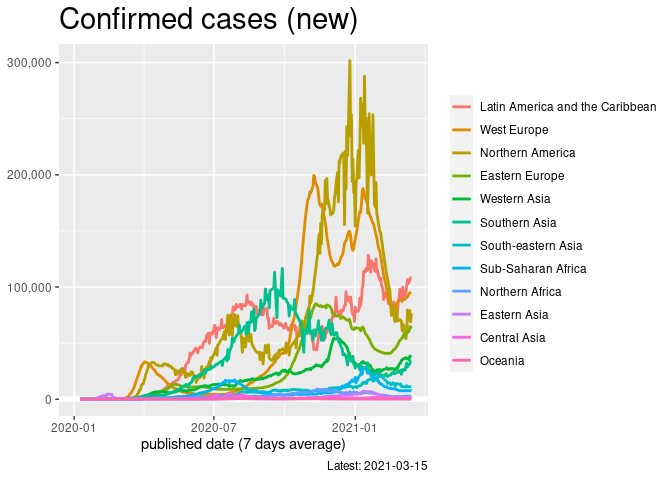 Confirmed cases (new)
300,000
200,000
100,000
0
2020-01
2020-07
2021-01
published date (7 days average)
Latest: 2021-03-15
Latin America and the Caribbean
West Europe
Northern America
Eastern Europe
Western Asia
Southern Asia
South-eastern Asia
Sub-Saharan Africa
Northern Africa
Eastern Asia
Central Asia
Oceania